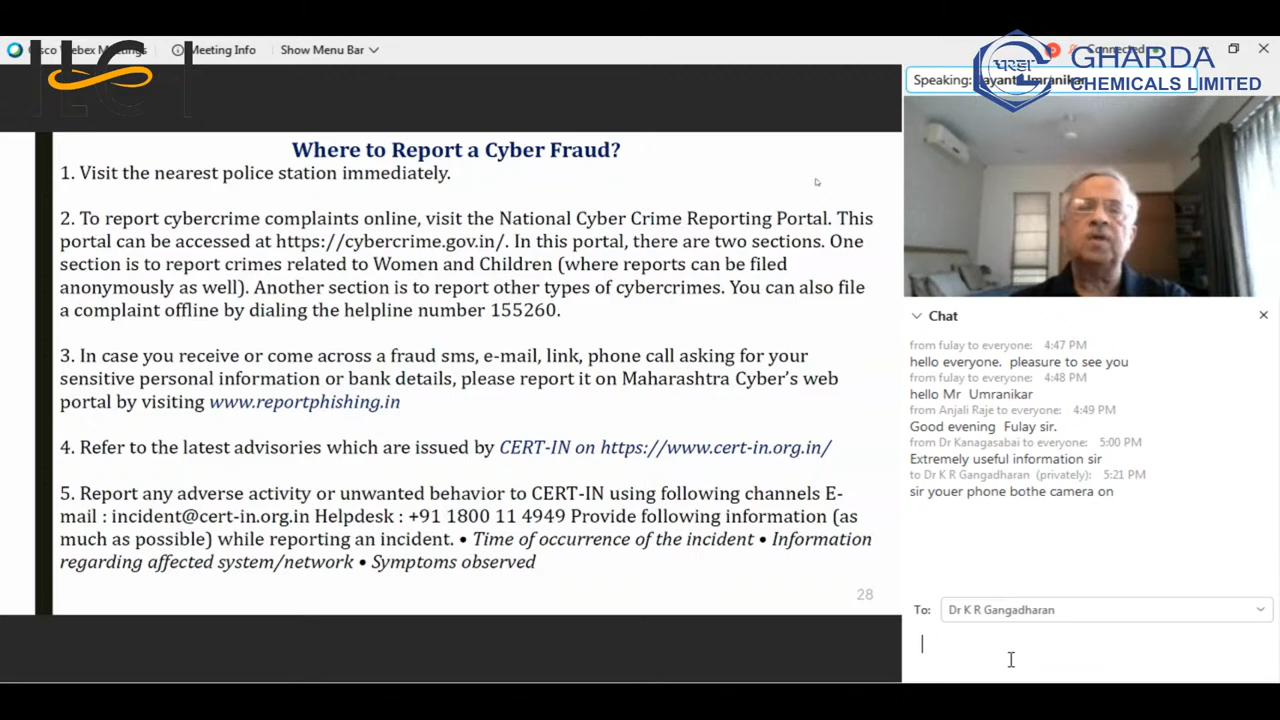 Cisco Webex Meetings
Meeting Info
Show Menu Bar
Connected
ILCI
घरडा
GHARDA
CHEMICALS LIMITED
Speaking: Jayant Umranikar
Where to Report a Cyber Fraud?
1. Visit the nearest police station immediately.
2. To report cybercrime complaints online, visit the National Cyber Crime Reporting Portal. This
portal can be accessed at https://cybercrime.gov.in/. In this portal, there are two sections. One
section is to report crimes related to Women and Children (where reports can be filed
anonymously as well). Another section is to report other types of cybercrimes. You can also file
a complaint offline by dialing the helpline number 155260.
3. In case you receive or come across a fraud sms, e-mail, link, phone call asking for your
sensitive personal information or bank details, please report it on Maharashtra Cyber's web
portal by visiting www.reportphishing.in
4. Refer to the latest advisories which are issued by CERT-IN on https://www.cert-in.org.in/
5. Report any adverse activity or unwanted behavior to CERT-IN using following channels E-
mail : incident@cert-in.org.in Helpdesk : +91 1800 11 4949 Provide following information (as
much as possible) while reporting an incident. • Time of occurrence of the incident • Information
regarding affected system/network • Symptoms observed
28
Chat
from fulay to everyone: 4:47 PM
hello everyone. pleasure to see you
from fulay to everyone: 4:48 PM
hello Mr Umranikar
from Anjali Raje to everyone: 4:49 PM
Good evening Fulay sir.
from Dr Kanagasabai to everyone: 5:00 PM
Extremely useful information sir
to Dr K R Gangadharan (privately): 5:21 PM
sir youer phone bothe camera on
To: Dr K R Gangadharan